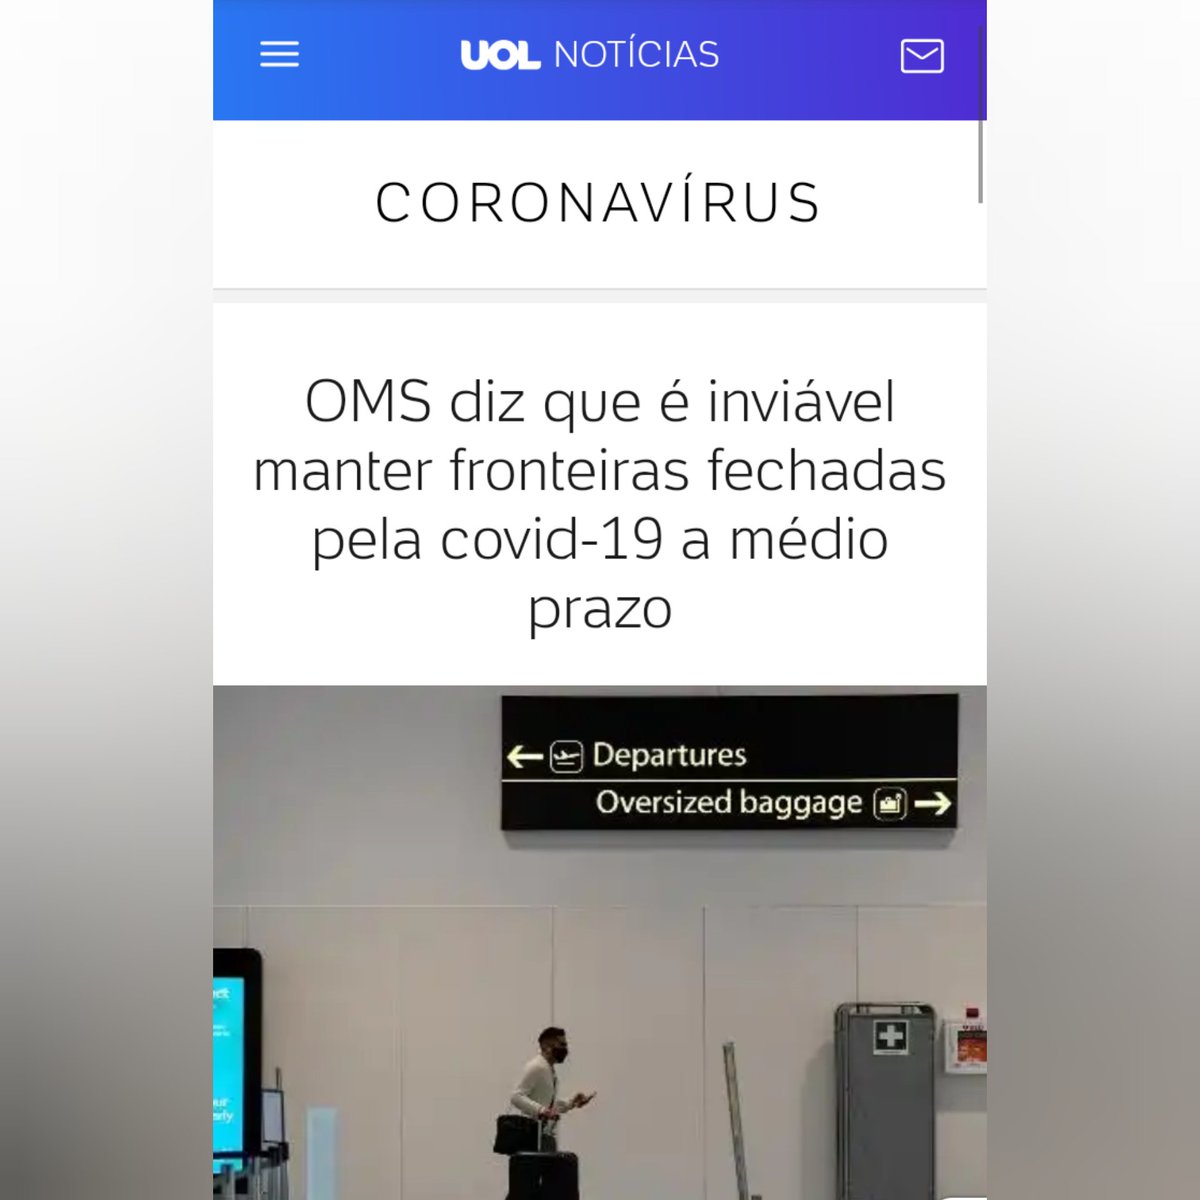 UOL NOTÍCIAS
CORONAVÍRUS
OMS diz que é inviável
manter fronteiras fechadas
pela covid-19 a médio
prazo
Departures
Oversized baggage